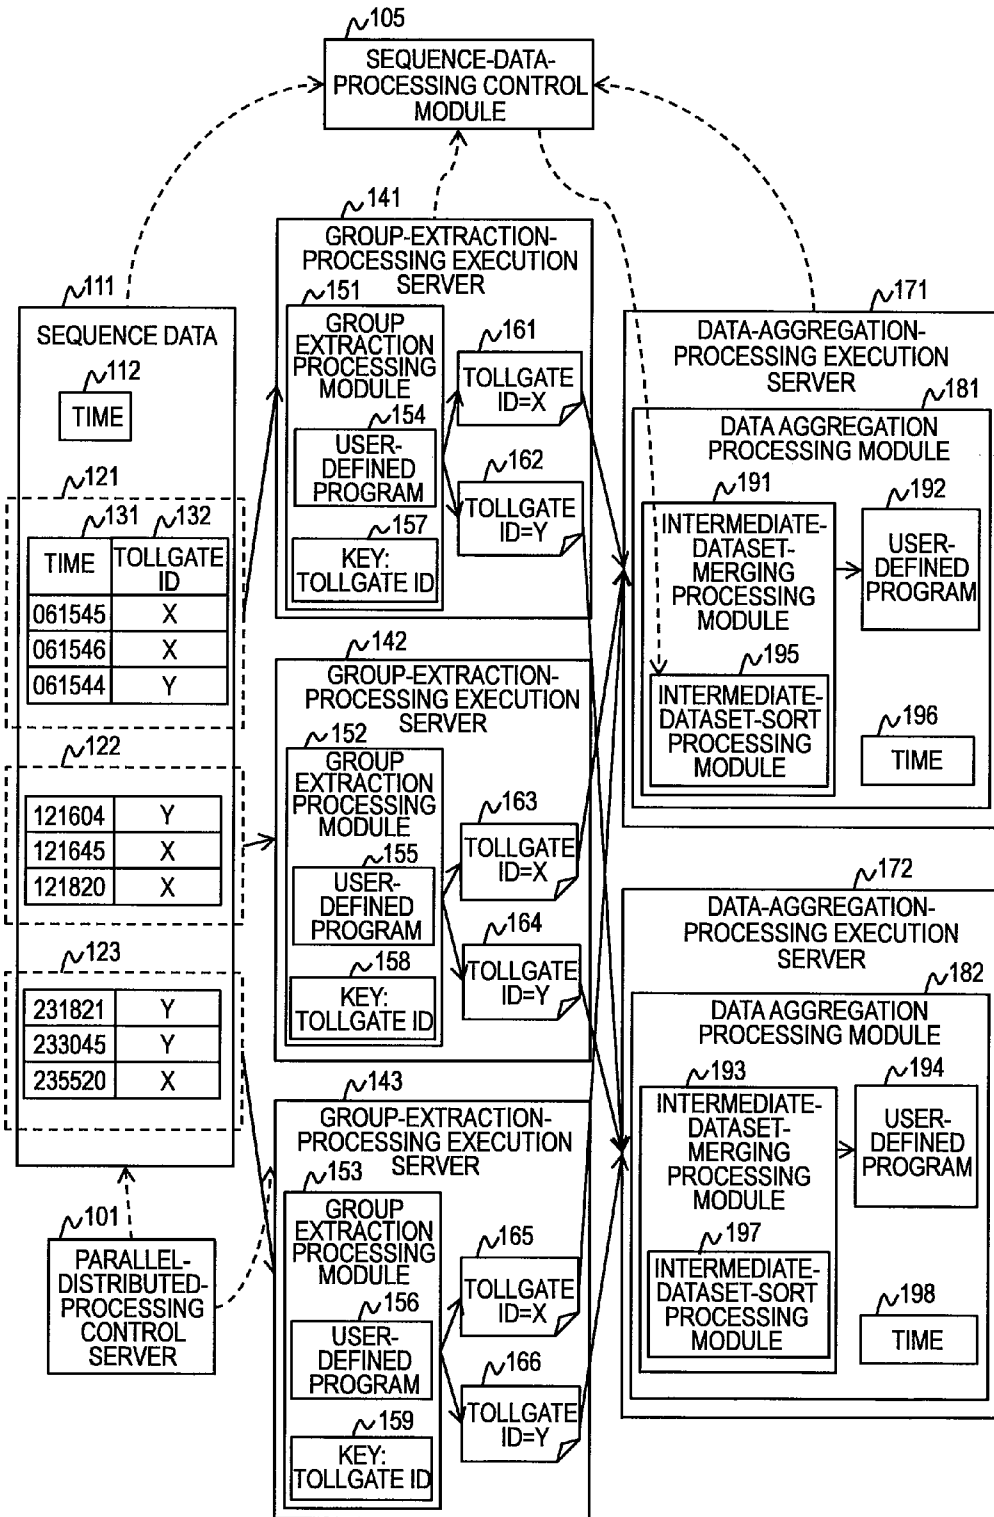 105
SEQUENCE-DATA-
PROCESSING CONTROL
MODULE
111
SEQUENCE DATA
112
TIME
121
131
132
TIME
TOLLGATE
ID
061545
X
061546
X
061544
Y
122
121604
Y
121645
X
121820
X
123
231821
Y
233045
Y
235520
X
101
PARALLEL-
DISTRIBUTED-
PROCESSING
CONTROL
SERVER
141
GROUP-EXTRACTION-
PROCESSING EXECUTION
SERVER
151
GROUP
EXTRACTION
PROCESSING
MODULE
154
USER-
DEFINED
PROGRAM
157
KEY:
TOLLGATE ID
161
TOLLGATE
ID=X
162
TOLLGATE
ID=Y
142
GROUP-EXTRACTION-
PROCESSING EXECUTION
SERVER
152
GROUP
EXTRACTION
PROCESSING
MODULE
155
USER-
DEFINED
PROGRAM
158
KEY:
TOLLGATE ID
163
TOLLGATE
ID=X
164
TOLLGATE
ID=Y
143
GROUP-EXTRACTION-
PROCESSING EXECUTION
SERVER
153
GROUP
EXTRACTION
PROCESSING
MODULE
156
USER-
DEFINED
PROGRAM
159
KEY:
TOLLGATE ID
165
TOLLGATE
ID=X
166
TOLLGATE
ID=Y
171
DATA-AGGREGATION-
PROCESSING EXECUTION
SERVER
181
DATA AGGREGATION
PROCESSING MODULE
191
INTERMEDIATE-
DATASET-
MERGING
PROCESSING
MODULE
195
INTERMEDIATE-
DATASET-SORT
PROCESSING
MODULE
192
USER-
DEFINED
PROGRAM
196
TIME
172
DATA-AGGREGATION-
PROCESSING EXECUTION
SERVER
182
DATA AGGREGATION
PROCESSING MODULE
193
INTERMEDIATE-
DATASET-
MERGING
PROCESSING
MODULE
197
INTERMEDIATE-
DATASET-SORT
PROCESSING
MODULE
194
USER-
DEFINED
PROGRAM
198
TIME